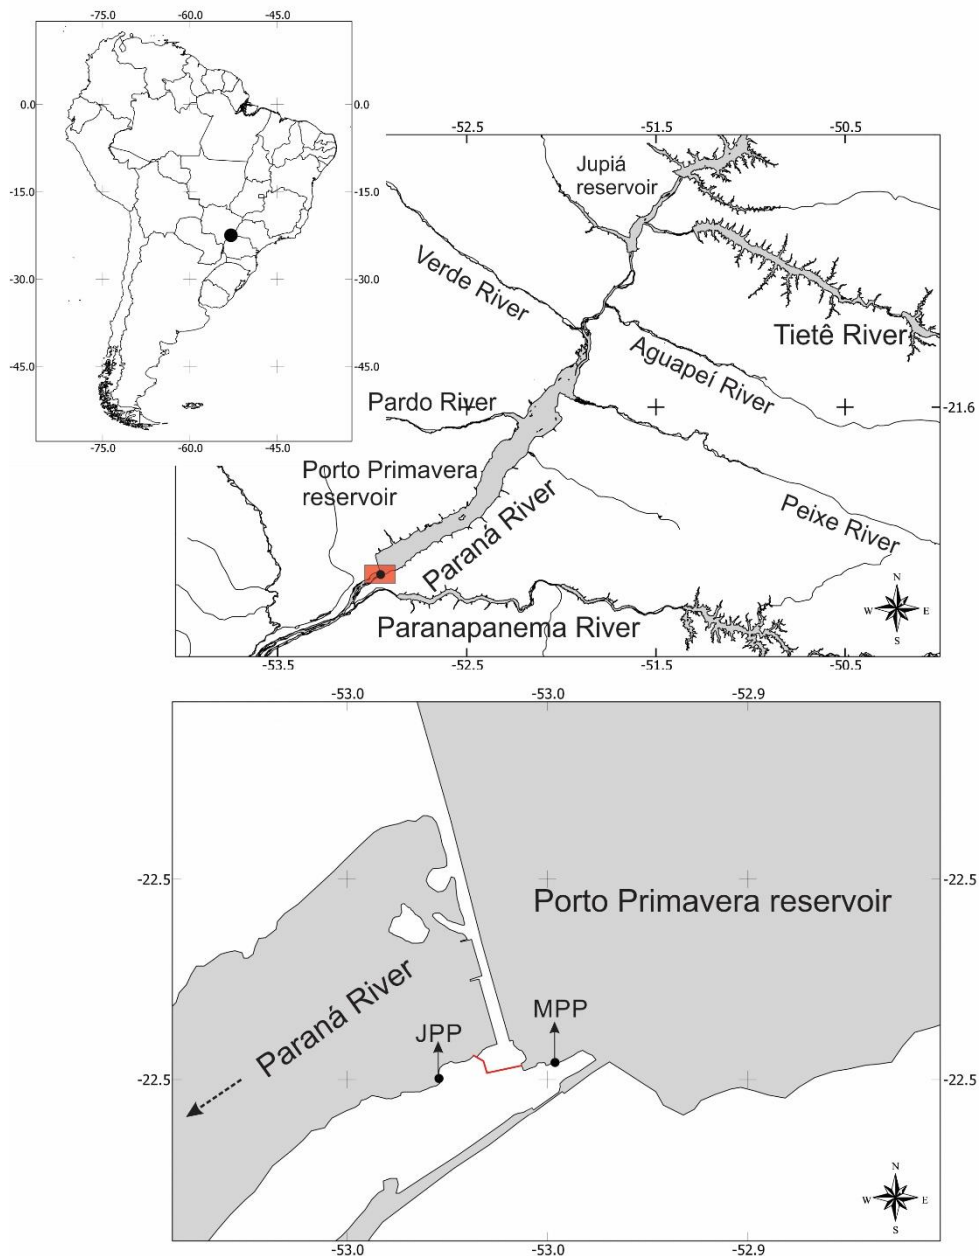 -75.0 -60.0 -45.0
0.0 0.0
-15.0 -15.0
-30.0 -30.0
-45.0 -45.0
-75.0 -60.0 -45.0
-52.5 -51.5 -50.5
Jupiá
reservoir
Verde River
Tietê River
Aguapeí River
Pardo River
-21.6
Porto Primavera
reservoir
Paraná River
Peixe River
Paranapanema River
N
W E
S
-53.5 -52.5 -51.5 -50.5
-53.0 -53.0 -52.9
-22.5 -22.5
Porto Primavera reservoir
Paraná River
JPP
MPP
-22.5 -22.5
N
W E
S
-53.0 -53.0 -52.9